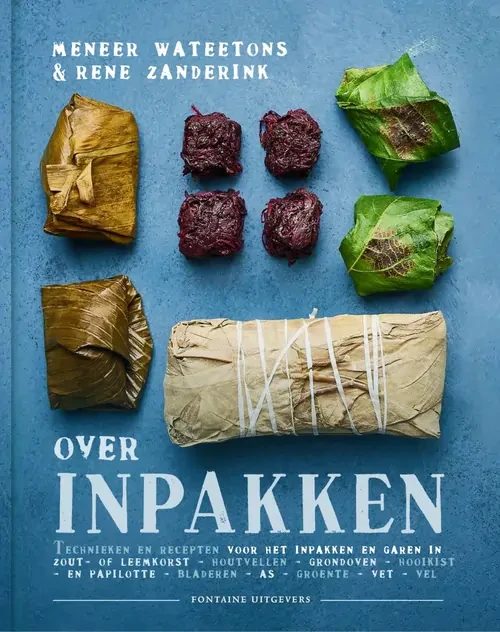 MENEER WATEETONS
& RENE ZANDERINK
OVER
INPAKKEN
TECHNIEKEN EN RECEPTEN VOOR HET INPAKKEN EN GAREN IN
ZOUT- OF LEEMKORST - HOUTVELLEN - GRONDOVEN - HOOIKIST
- EN PAPILOTTE - BLADEREN - AS - GROENTE - VET - VEL
FONTAINE UITGEVERS